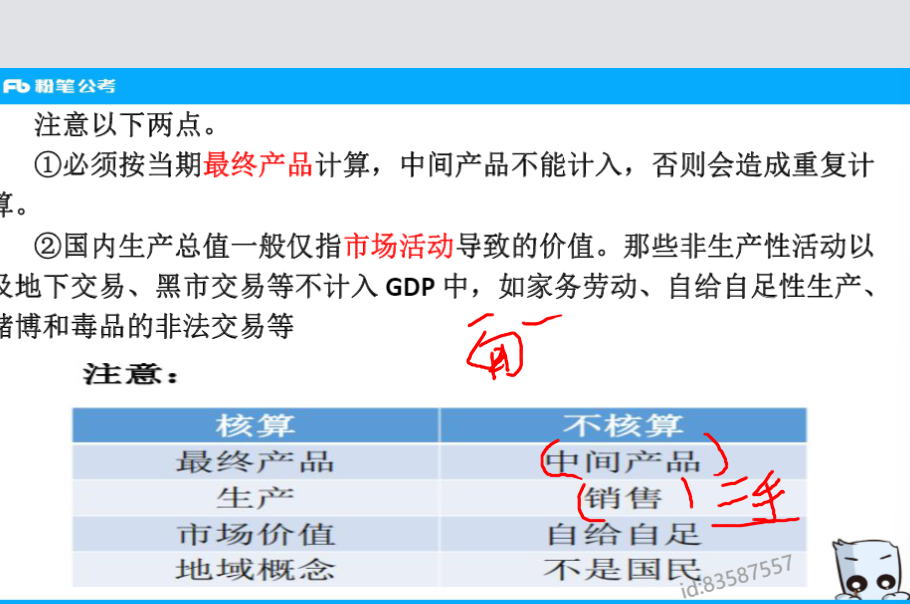 粉笔公考
注意以下两点。
①必须按当期最终产品计算，中间产品不能计入，否则会造成重复计
算。
②国内生产总值一般仅指市场活动导致的价值。那些非生产性活动以
及地下交易、黑市交易等不计入 GDP 中，如家务劳动、自给自足性生产、
赌博和毒品的非法交易等
注意：
核算 不核算
最终产品 中间产品
生产 销售 二手
市场价值 自给自足
地域概念 不是国民
id:83587557